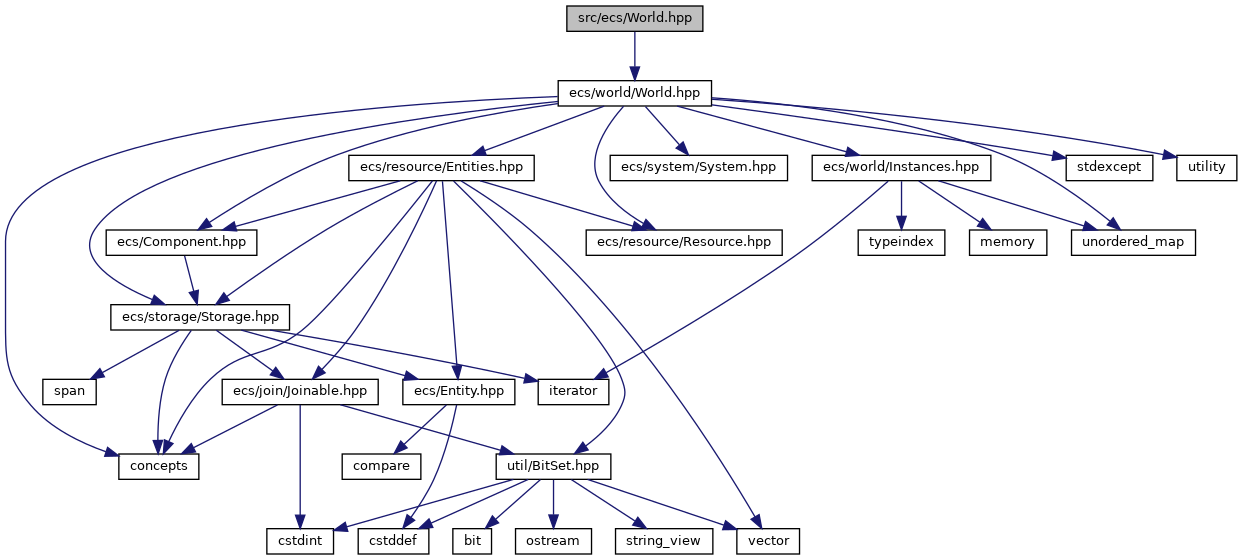 src/ecs/World.hpp
ecs/world/World.hpp
ecs/resource/Entities.hpp
ecs/system/System.hpp
ecs/world/Instances.hpp
stdexcept
utility
ecs/Component.hpp
ecs/resource/Resource.hpp
typeindex
memory
unordered_map
ecs/storage/Storage.hpp
span
ecs/join/Joinable.hpp
ecs/Entity.hpp
iterator
concepts
compare
util/BitSet.hpp
cstdint
cstddef
bit
ostream
string_view
vector